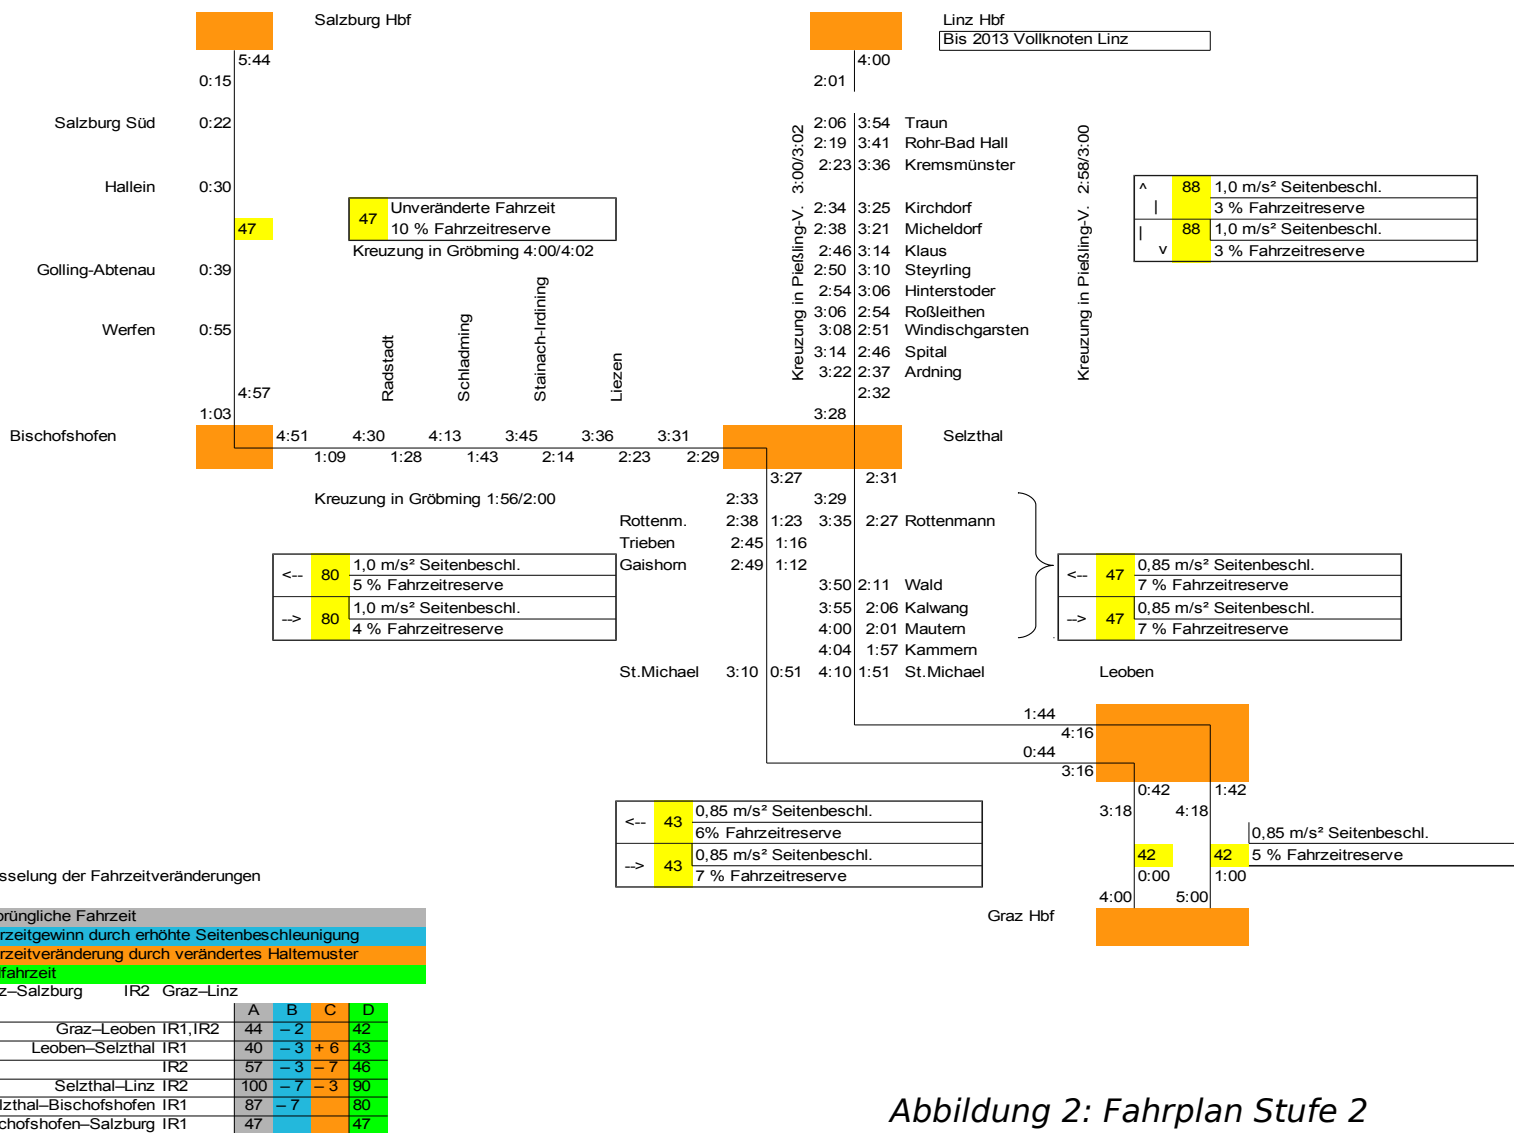 Salzburg Hbf
Linz Hbf
Bis 2013 Vollknoten Linz
5:44
4:00
0:15
2:01
Salzburg Süd 0:22
2:06 3:54 Traun
2:19 3:41 Rohr-Bad Hall
2:23 3:36 Kremsmünster
Kreuzung in Pießling-V. 3:00/3:02
Kreuzung in Pießling-V. 2:58/3:00
Hallein 0:30
^ 88 1,0 m/s² Seitenbeschl.
| 3 % Fahrzeitreserve
| 88 1,0 m/s² Seitenbeschl.
v 3 % Fahrzeitreserve
47
47 Unveränderte Fahrzeit
10 % Fahrzeitreserve
Kreuzung in Gröbming 4:00/4:02
2:34 3:25 Kirchdorf
2:38 3:21 Micheldorf
2:46 3:14 Klaus
2:50 3:10 Steyrling
2:54 3:06 Hinterstoder
3:06 2:54 Roßleithen
3:08 2:51 Windischgarsten
3:14 2:46 Spital
3:22 2:37 Ardning
2:32
3:28
Golling-Abtenau 0:39
Werfen 0:55
Radstadt
Schladming
Stainach-Irdining
Liezen
4:57
1:03
Bischofshofen
4:51 4:30 4:13 3:45 3:36 3:31
1:09 1:28 1:43 2:14 2:23 2:29
Selzthal
3:27 2:31
Kreuzung in Gröbming 1:56/2:00
2:33 3:29
Rottenm. 2:38 1:23 3:35 2:27 Rottenmann
Trieben 2:45 1:16
Gaishorn 2:49 1:12
<-- 80 1,0 m/s² Seitenbeschl.
5 % Fahrzeitreserve
--> 80 1,0 m/s² Seitenbeschl.
4 % Fahrzeitreserve
<-- 47 0,85 m/s² Seitenbeschl.
7 % Fahrzeitreserve
--> 47 0,85 m/s² Seitenbeschl.
7 % Fahrzeitreserve
3:50 2:11 Wald
3:55 2:06 Kalwang
4:00 2:01 Mautern
4:04 1:57 Kammern
St.Michael 3:10 0:51 4:10 1:51 St.Michael
Leoben
1:44
4:16
0:44
3:16
0:42 1:42
3:18 4:18
<-- 43 0,85 m/s² Seitenbeschl.
6% Fahrzeitreserve
--> 43 0,85 m/s² Seitenbeschl.
7 % Fahrzeitreserve
42 42 0,85 m/s² Seitenbeschl.
5 % Fahrzeitreserve
0:00 1:00
4:00 5:00
Graz Hbf
sselung der Fahrzeitveränderungen
prüngliche Fahrzeit
rzeitgewinn durch erhöhte Seitenbeschleunigung
rzeitveränderung durch verändertes Haltemuster
lfahrzeit
z–Salzburg IR2 Graz–Linz
A B C D
Graz–Leoben IR1,IR2 44 – 2 42
Leoben–Selzthal IR1 40 – 3 + 6 43
IR2 57 – 3 – 7 46
Selzthal–Linz IR2 100 – 7 – 3 90
lzthal–Bischofshofen IR1 87 – 7 80
chofshofen–Salzburg IR1 47 47
Abbildung 2: Fahrplan Stufe 2